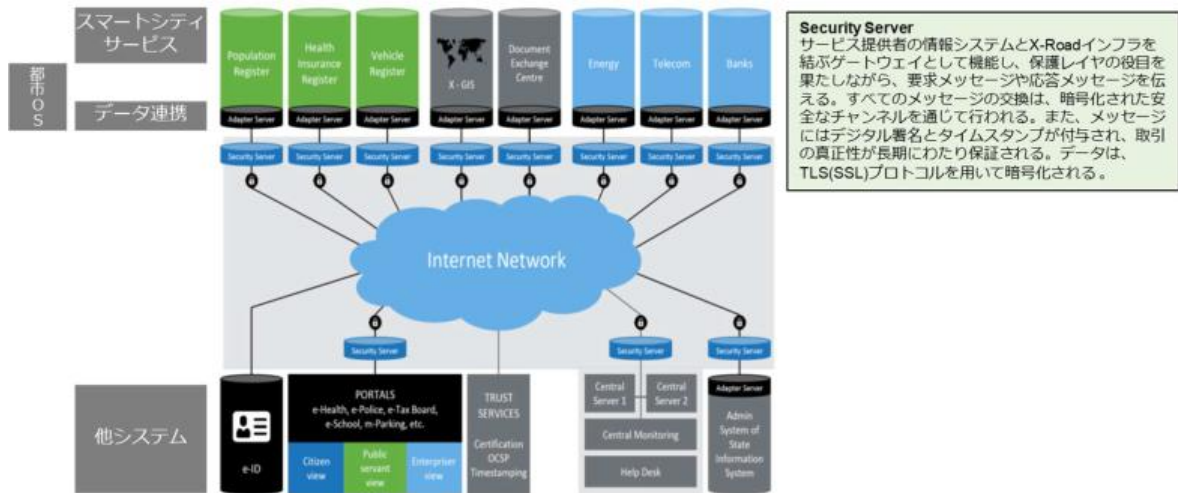 スマートシティ
サービス
都市OS
データ連携
他システム
Population
Register
Health
Insurance
Register
Vehicle
Register
X - GIS
Document
Exchange
Centre
Energy
Telecom
Banks
Adapter Server
Adapter Server
Adapter Server
Adapter Server
Adapter Server
Adapter Server
Adapter Server
Adapter Server
Security Server
Security Server
Security Server
Security Server
Security Server
Security Server
Security Server
Security Server
Internet Network
Security Server
Security Server
Security Server
e-ID
PORTALS
e-Health, e-Police, e-Tax Board,
e-School, m-Parking, etc.
Citizen
view
Public
servant
view
Enterpriser
view
TRUST
SERVICES
Certification
OCSP
Timestamping
Central
Server 1
Central
Server 2
Central Monitoring
Help Desk
Adapter Server
Admin
System of
State
Information
System
Security Server
サービス提供者の情報システムとX-Roadインフラを
結ぶゲートウェイとして機能し、保護レイヤの役目を
果たしながら、要求メッセージや応答メッセージを伝
える。すべてのメッセージの交換は、暗号化された安
全なチャンネルを通じて行われる。また、メッセージ
にはデジタル署名とタイムスタンプが付与され、取引
の真正性が長期にわたり保証される。データは、
TLS(SSL)プロトコルを用いて暗号化される。